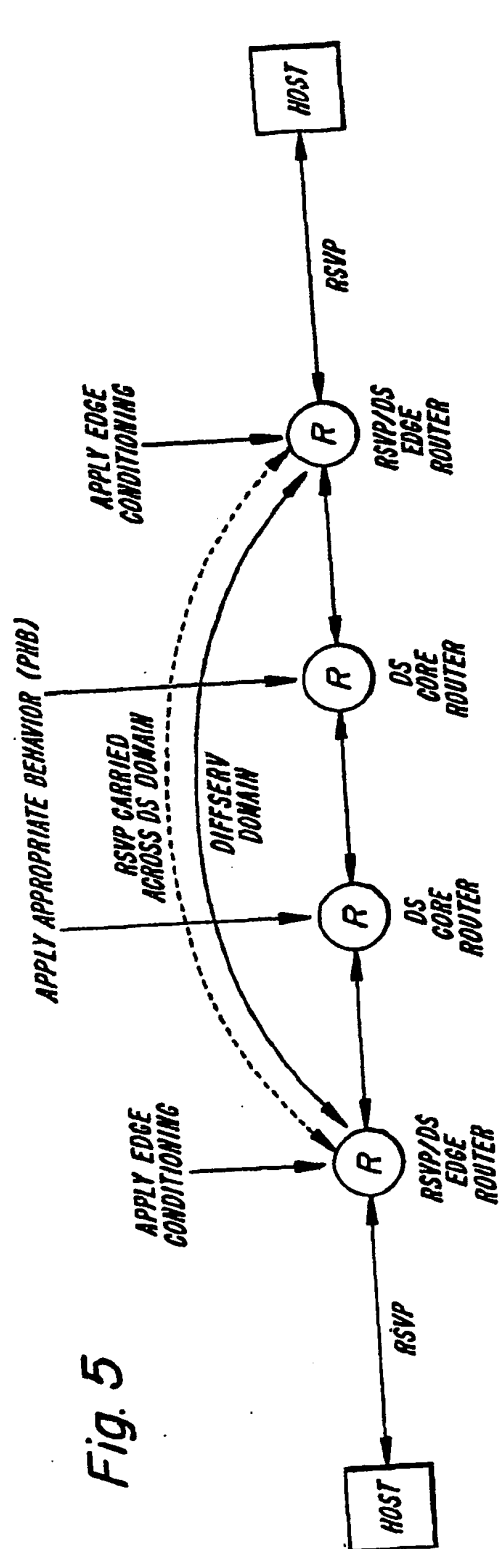 Fig. 5
APPLY APPROPRIATE BEHAVIOR (PHB)
APPLY EDGE
CONDITIONING
RSVP CARRIED
ACROSS DS DOMAIN
DIFFSERV
DOMAIN
APPLY EDGE
CONDITIONING
HOST
RSVP
R
RSVP/DS
EDGE
ROUTER
R
DS
CORE
ROUTER
R
DS
CORE
ROUTER
R
RSVP/DS
EDGE
ROUTER
RSVP
HOST